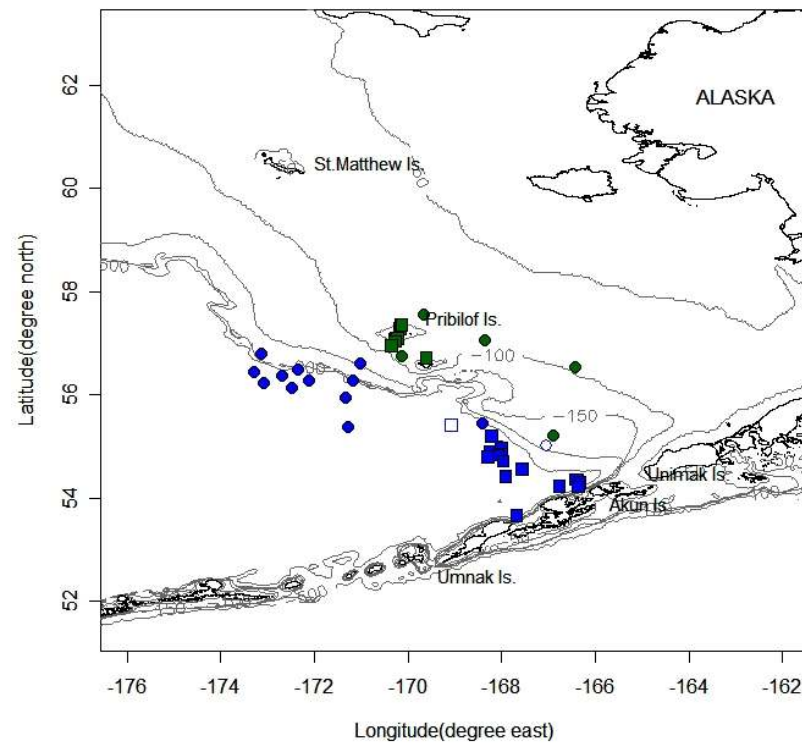 ALASKA
St.Matthew Is.
Pribilof Is.
-100
-150
Unimak Is.
Akun Is.
Umnak Is.
62
60
58
56
54
52
Latitude(degree north)
-176 -174 -172 -170 -168 -166 -164 -162
Longitude(degree east)